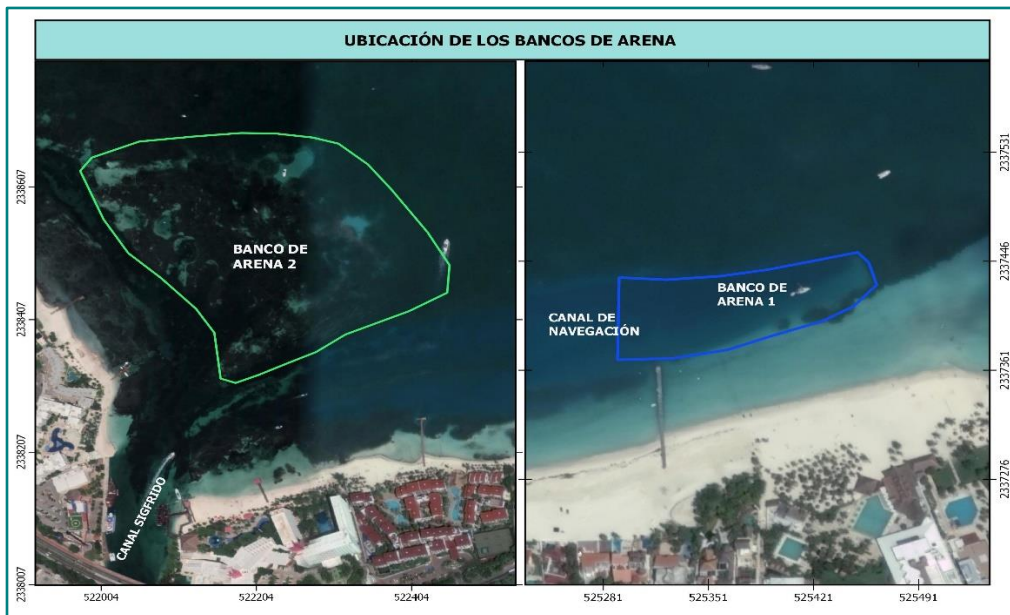 UBICACIÓN DE LOS BANCOS DE ARENA
2338607
2338407
2338207
2338007
BANCO DE
ARENA 2
CANAL SIGFRIDO
522004
522204
522404
CANAL DE
NAVEGACIÓN
BANCO DE
ARENA 1
2337531
2337446
2337361
2337276
525281
525351
525421
525491